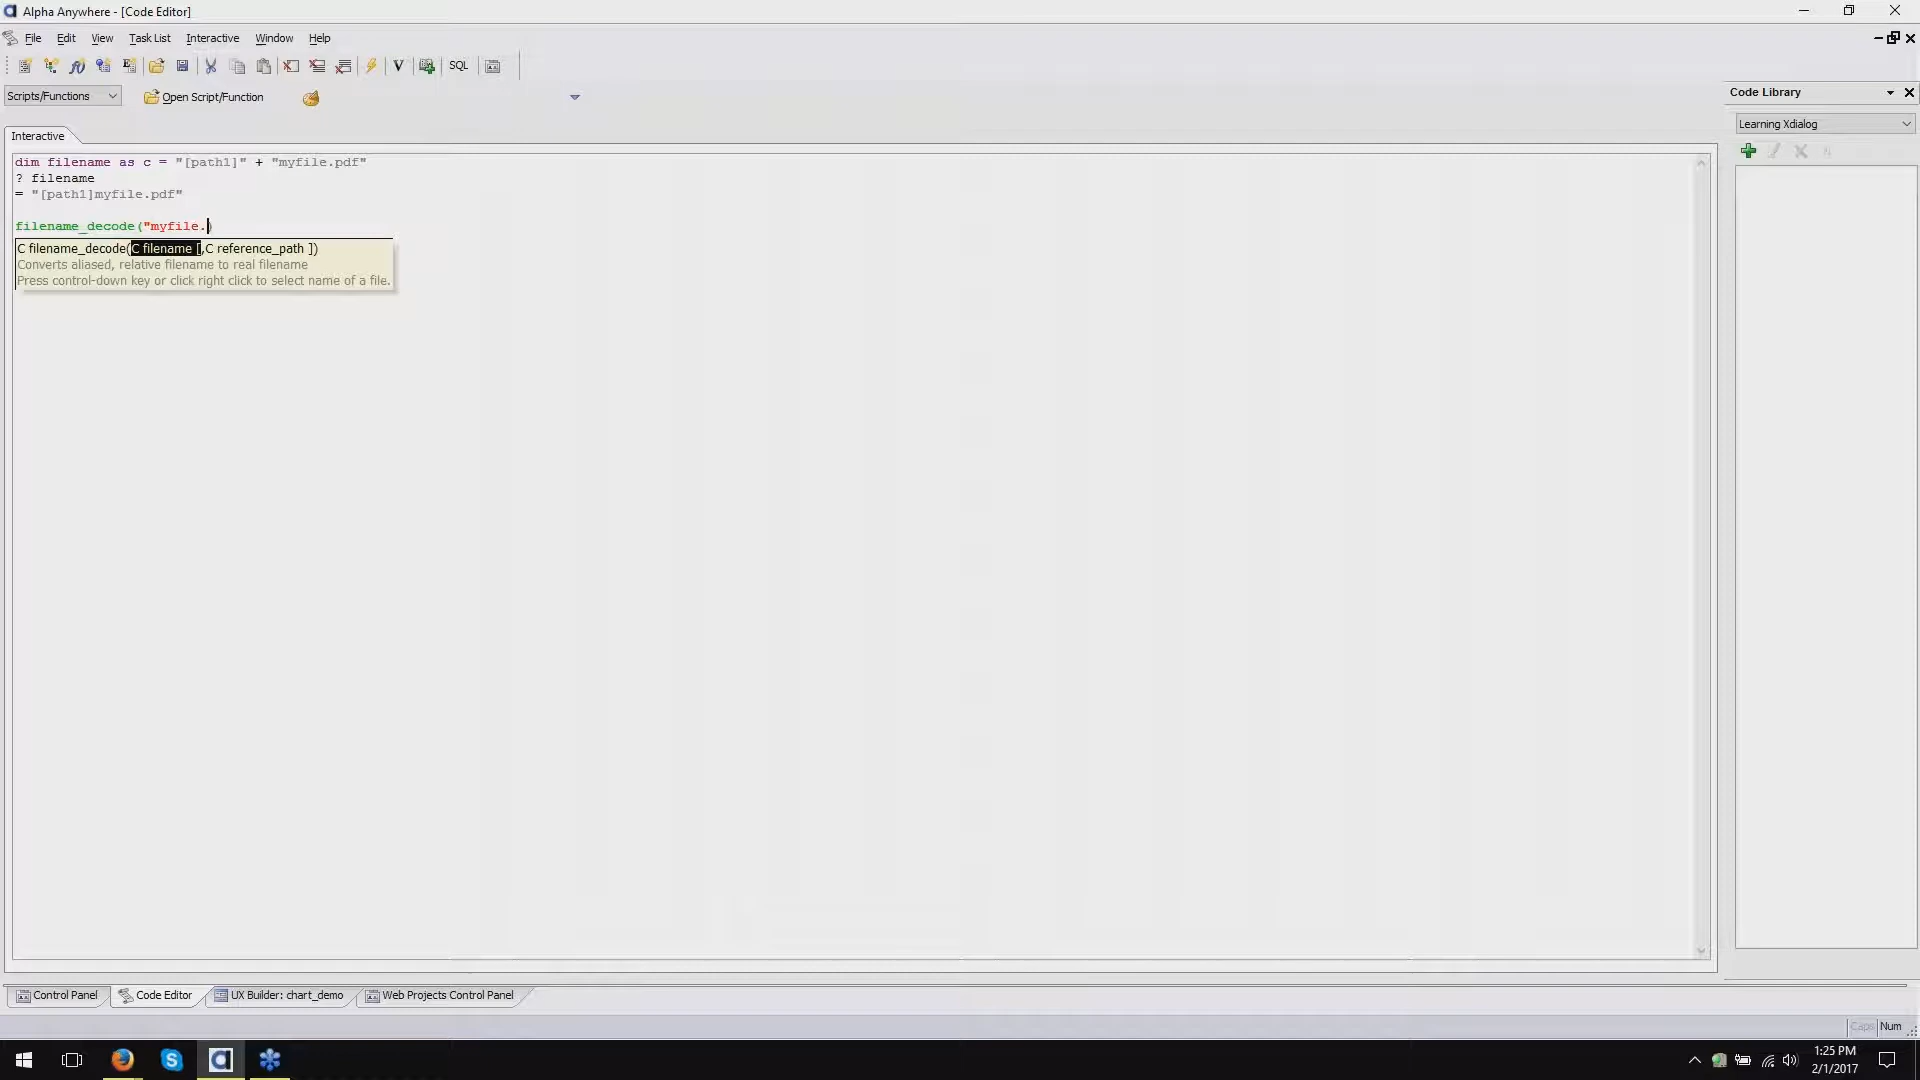 Alpha Anywhere - [Code Editor]
File Edit View Task List Interactive Window Help
V SQL
Scripts/Functions Open Script/Function
Code Library
Learning Xdialog
Interactive
dim filename as c = "[path1]" + "myfile.pdf"
? filename
= "[path1]myfile.pdf"
filename_decode("myfile.)
C filename_decode(C filename [,C reference_path ])
Converts aliased, relative filename to real filename
Press control-down key or click right click to select name of a file.
Control Panel Code Editor UX Builder: chart_demo Web Projects Control Panel
Caps Num
1:25 PM
2/1/2017